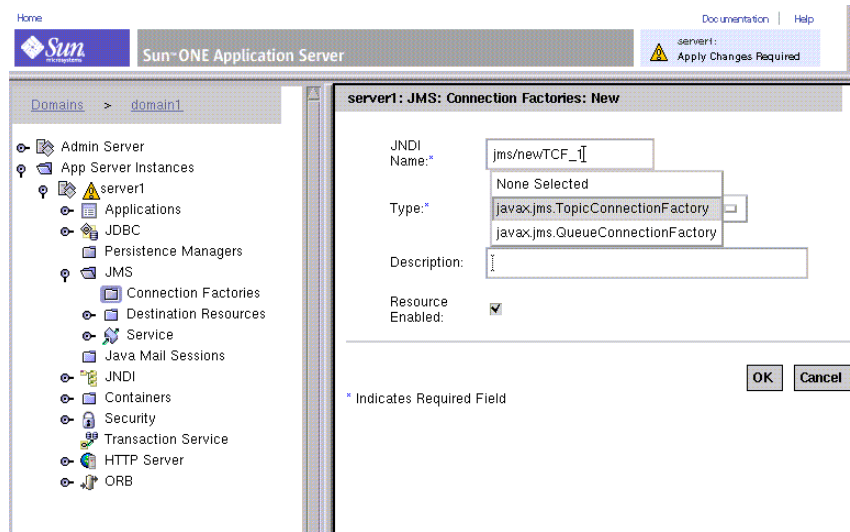 Home
Documentation | Help
Sun
microsystems
Sun ONE Application Server
server1:
Apply Changes Required
Domains > domain1
Admin Server
App Server Instances
server1
Applications
JDBC
Persistence Managers
JMS
Connection Factories
Destination Resources
Service
Java Mail Sessions
JNDI
Containers
Security
Transaction Service
HTTP Server
ORB
server1: JMS: Connection Factories: New
JNDI
Name:*
jms/newTCF_1
None Selected
Type:*
javax.jms.TopicConnectionFactory
javax.jms.QueueConnectionFactory
Description:
Resource
Enabled:
OK
Cancel
* Indicates Required Field